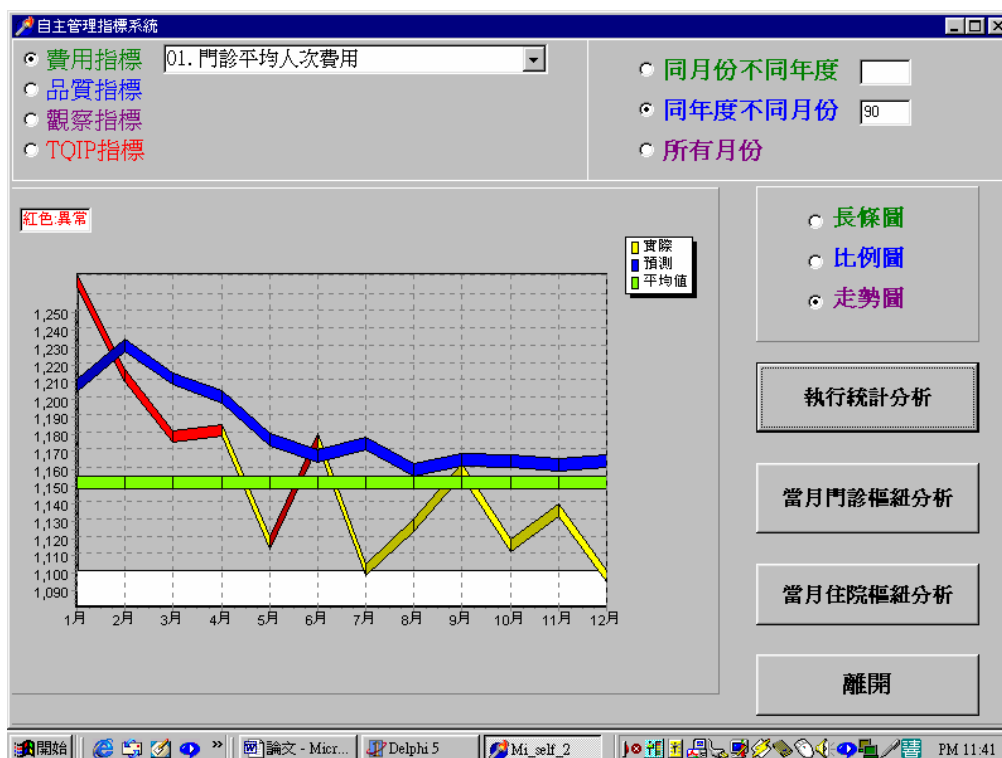 自主管理指標系統
費用指標
01. 門診平均人次費用
品質指標
觀察指標
TQIP指標
同月份不同年度
同年度不同月份
90
所有月份
紅色:異常
實際
預測
平均值
1,250
1,240
1,230
1,220
1,210
1,200
1,190
1,180
1,170
1,160
1,150
1,140
1,130
1,120
1,110
1,100
1,090
1月 2月 3月 4月 5月 6月 7月 8月 9月 10月 11月 12月
長條圖
比例圖
走勢圖
執行統計分析
當月門診樞紐分析
當月住院樞紐分析
離開
開始
»
論文 - Micr...
Delphi 5
Mi_self_2
PM 11:41